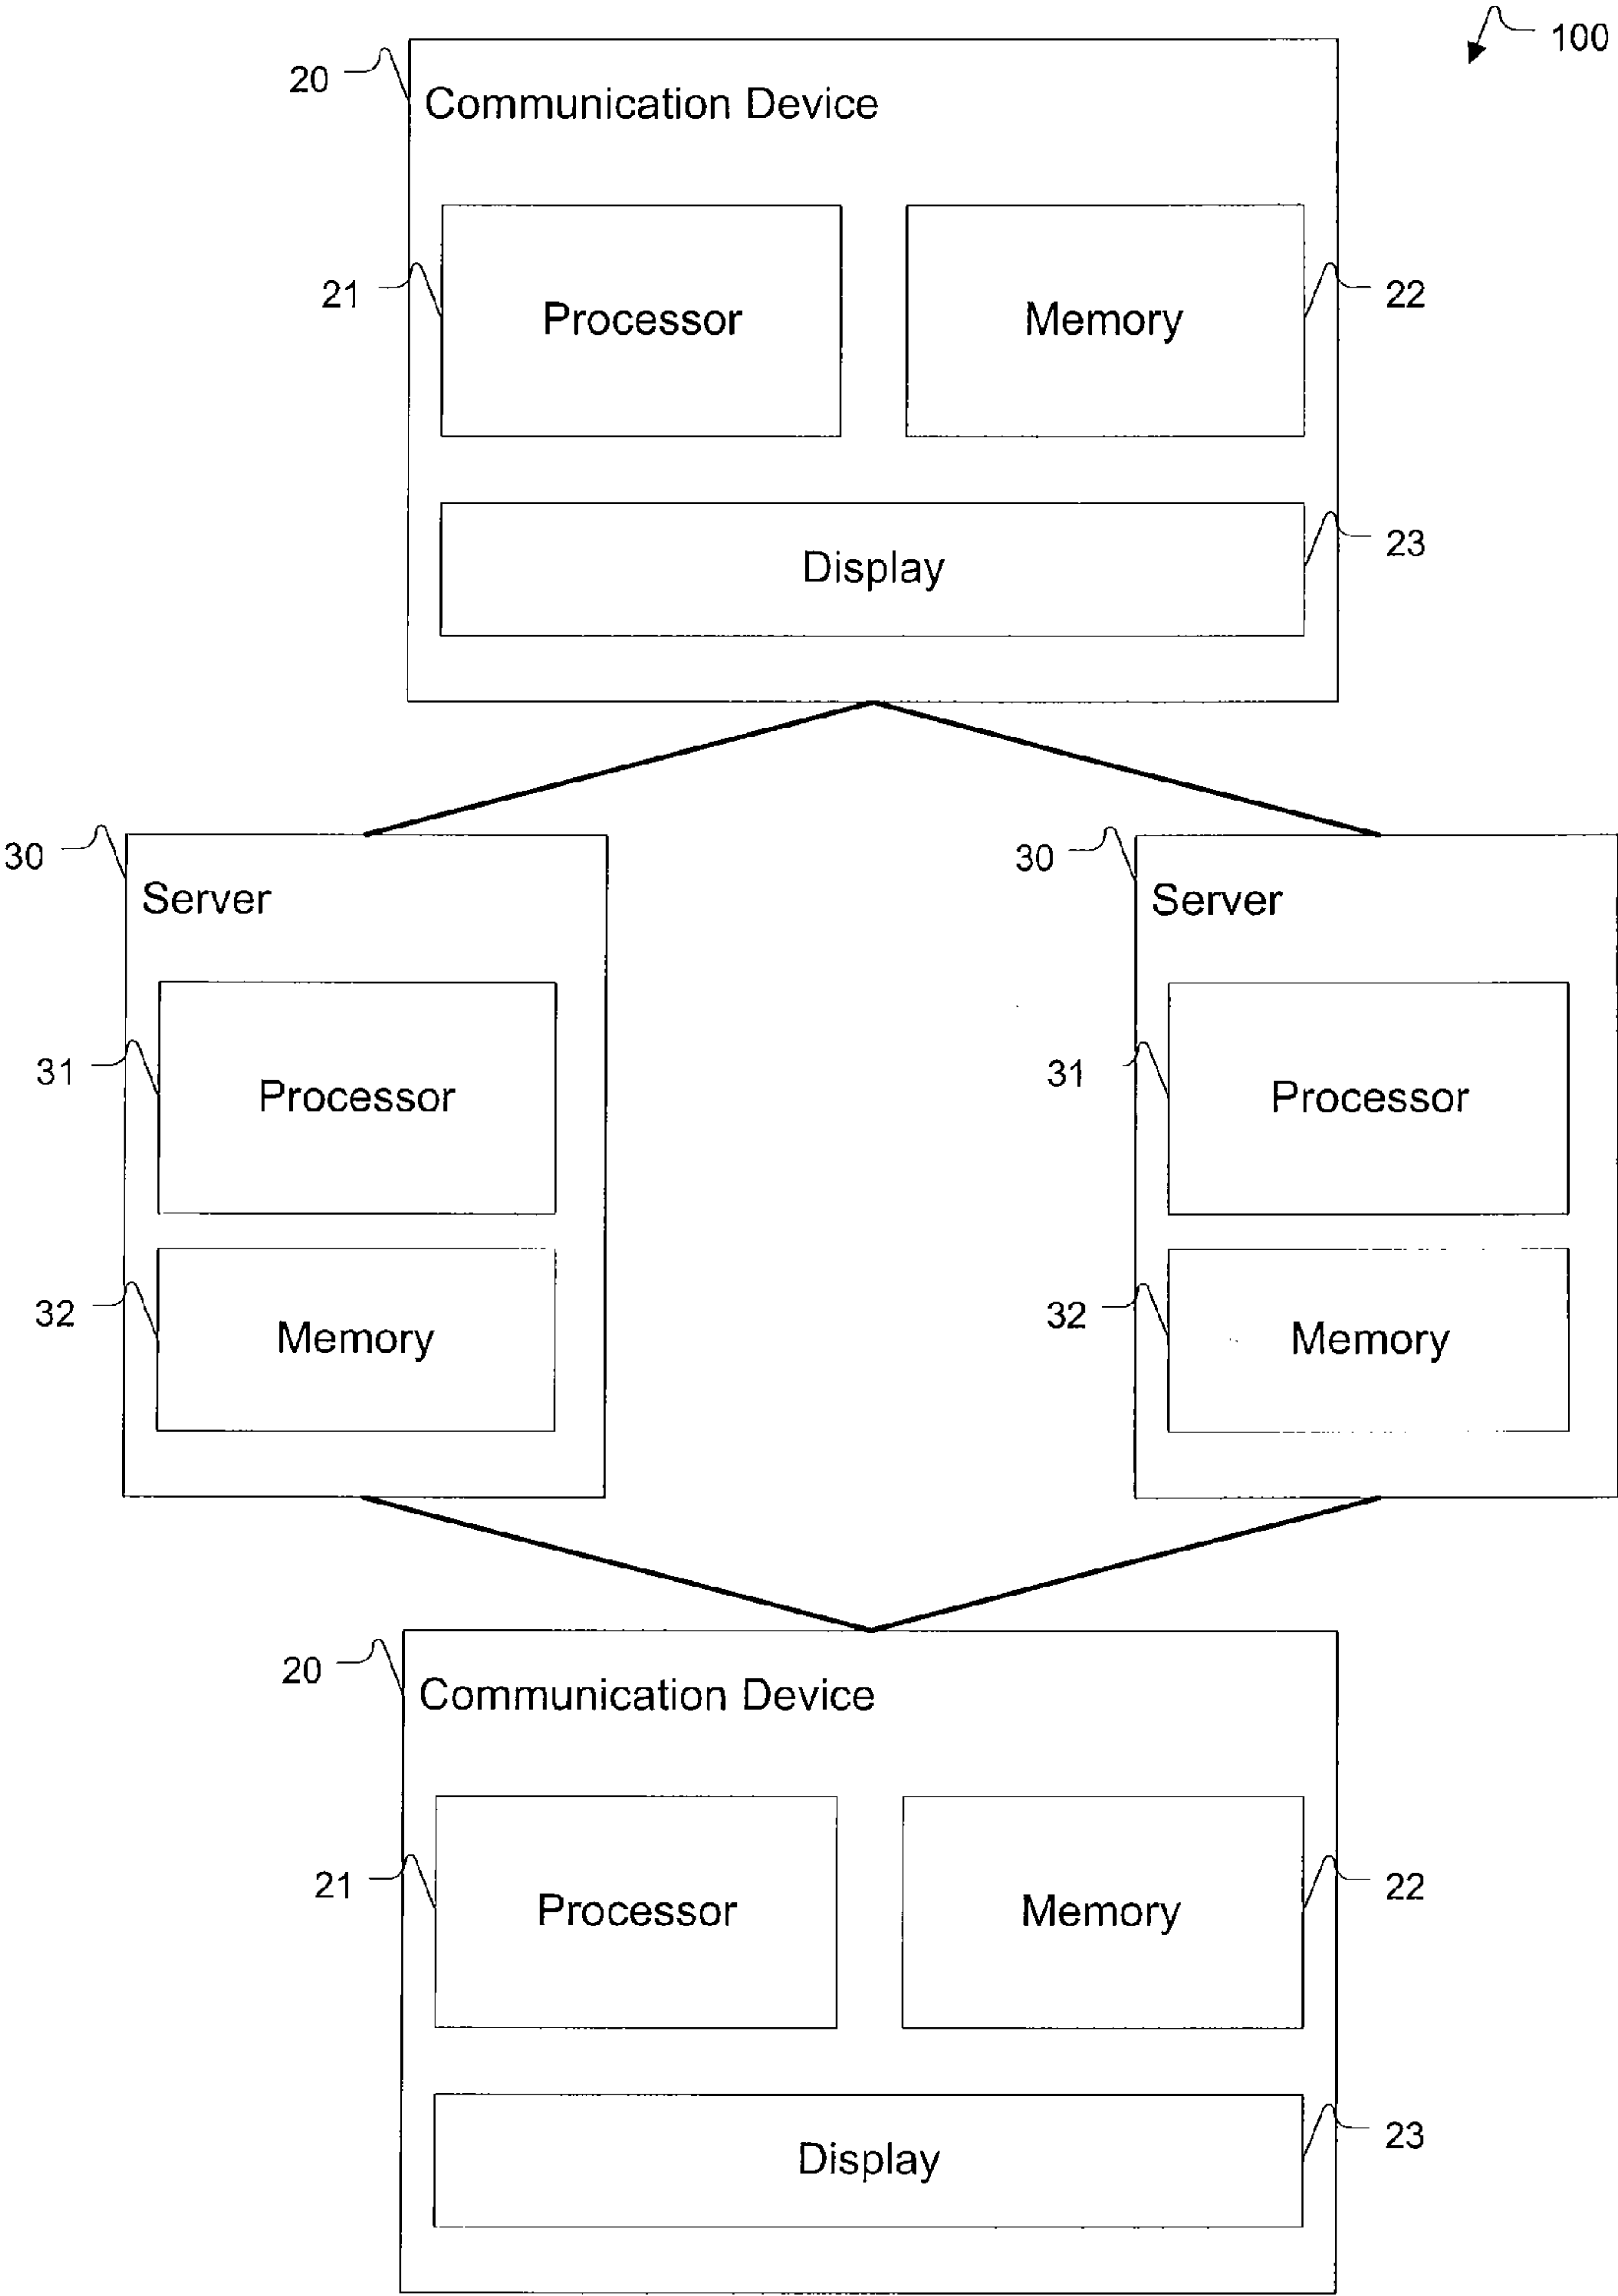 100
20
Communication Device
21
Processor
Memory
22
Display
23
30
Server
30
Server
31
Processor
31
Processor
32
Memory
32
Memory
20
Communication Device
21
Processor
Memory
22
Display
23